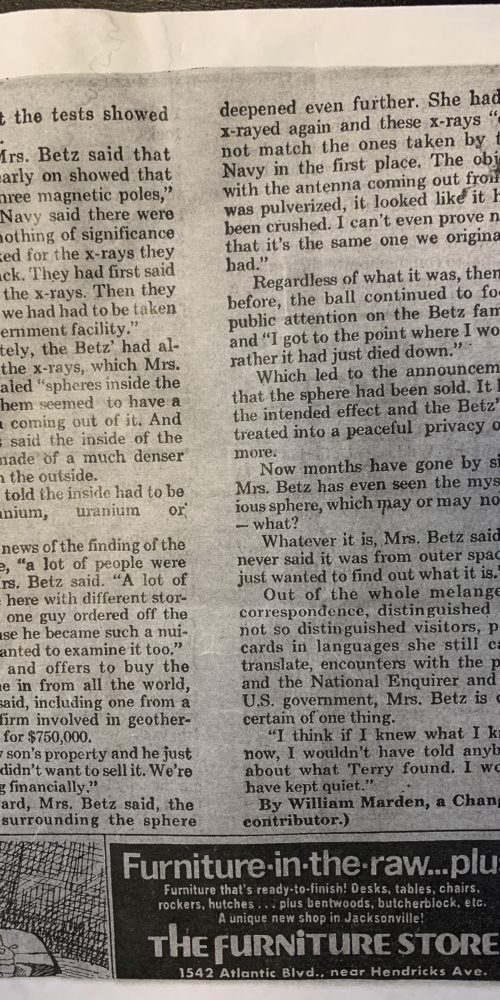 t the tests showed
Mrs. Betz said that
early on showed that
three magnetic poles,"
Navy said there were
nothing of significance
ked for the x-rays they
ack. They had first said
the x-rays. Then they
we had had to be taken
ernment facility."
tely, the Betz' had al-
the x-rays, which Mrs.
aled "spheres inside the
hem seemed to have a
coming out of it. And
s said the inside of the
made of a much denser
n the outside.
told the inside had to be
anium, uranium or
news of the finding of the
e, "a lot of people were
rs. Betz said. "A lot of
here with different stor-
one guy ordered off the
use he became such a nui-
anted to examine it too."
and offers to buy the
e in from all the world,
said, including one from a
firm involved in geother-
for $750,000.
y son's property and he just
didn't want to sell it. We're
g financially."
ard, Mrs. Betz said, the
surrounding the sphere
deepened even further. She had
x-rayed again and these x-rays "
not match the ones taken by t
Navy in the first place. The obj
with the antenna coming out from
was pulverized, it looked like it h
been crushed. I can't even prove n
that it's the same one we origina
had."
Regardless of what it was, then
before, the ball continued to fo
public attention on the Betz fam
and "I got to the point where I wo
rather it had just died down."
Which led to the announcem
that the sphere had been sold. It h
the intended effect and the Betz'
treated into a peaceful privacy o
more.
Now months have gone by si
Mrs. Betz has even seen the mys
ious sphere, which may or may no
— what?
Whatever it is, Mrs. Betz said
never said it was from outer spac
just wanted to find out what it is."
Out of the whole melange
correspondence, distinguished
not so distinguished visitors, p
cards in languages she still ca
translate, encounters with the p
and the National Enquirer and
U.S. government, Mrs. Betz is c
certain of one thing.
"I think if I knew what I k
now, I wouldn't have told anyb
about what Terry found. I wo
have kept quiet."
By William Marden, a Chang
contributor.)
Furniture·in·the·raw...plus
Furniture that's ready-to-finish! Desks, tables, chairs,
rockers, hutches . . . plus bentwoods, butcherblock, etc.
A unique new shop in Jacksonville!
THE FURNITURE STORE
1542 Atlantic Blvd., near Hendricks Ave.